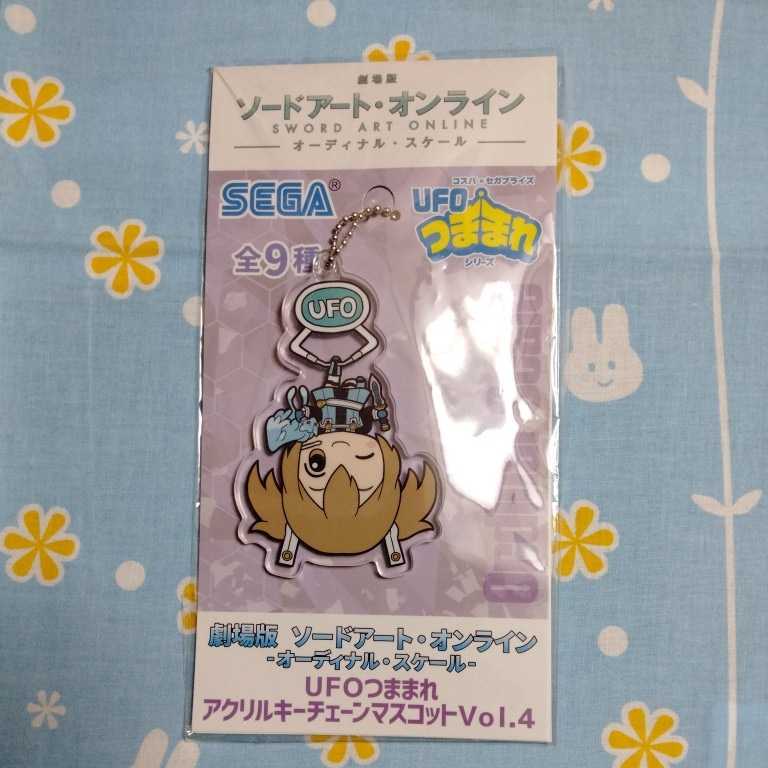 劇場版
ソードアート・オンライン
SWORD ART ONLINE
オーディナル・スケール
SEGA®
コスパ×セガプライズ
UFO
つままれ
シリーズ
全9種
UFO
劇場版 ソードアート・オンライン
-オーディナル・スケール-
UFOつままれ
アクリルキーチェーンマスコットVol.4